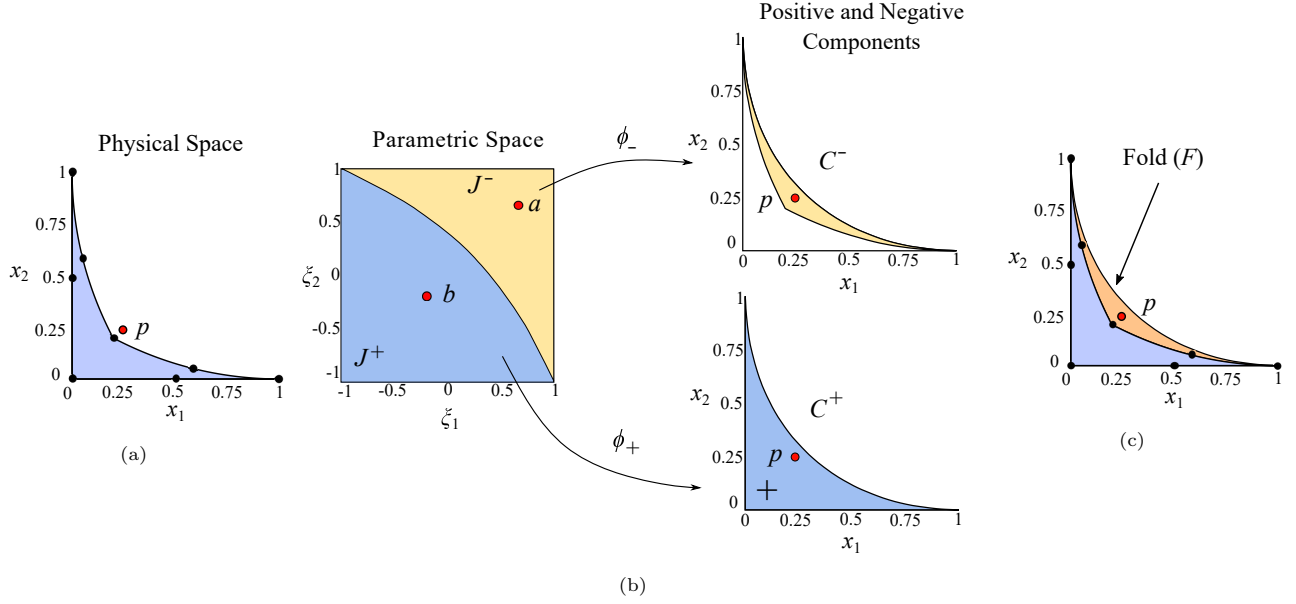 Physical Space
1
0.75
x2 0.5
0.25
0
0 0.25 0.5 0.75 1
x1
p
(a)
Parametric Space
1
0.5
ξ2 0
-0.5
-1
-1 -0.5 0 0.5 1
ξ1
J−
a
b
J+
ϕ−
ϕ+
Positive and Negative
Components
1
0.75
x2 0.5
0.25
0
0 0.25 0.5 0.75 1
x1
C−
p
1
0.75
x2 0.5
0.25
0
0 0.25 0.5 0.75 1
x1
C+
p
+
(b)
Fold (F)
1
0.75
x2 0.5
0.25
0
0 0.25 0.5 0.75 1
x1
p
(c)